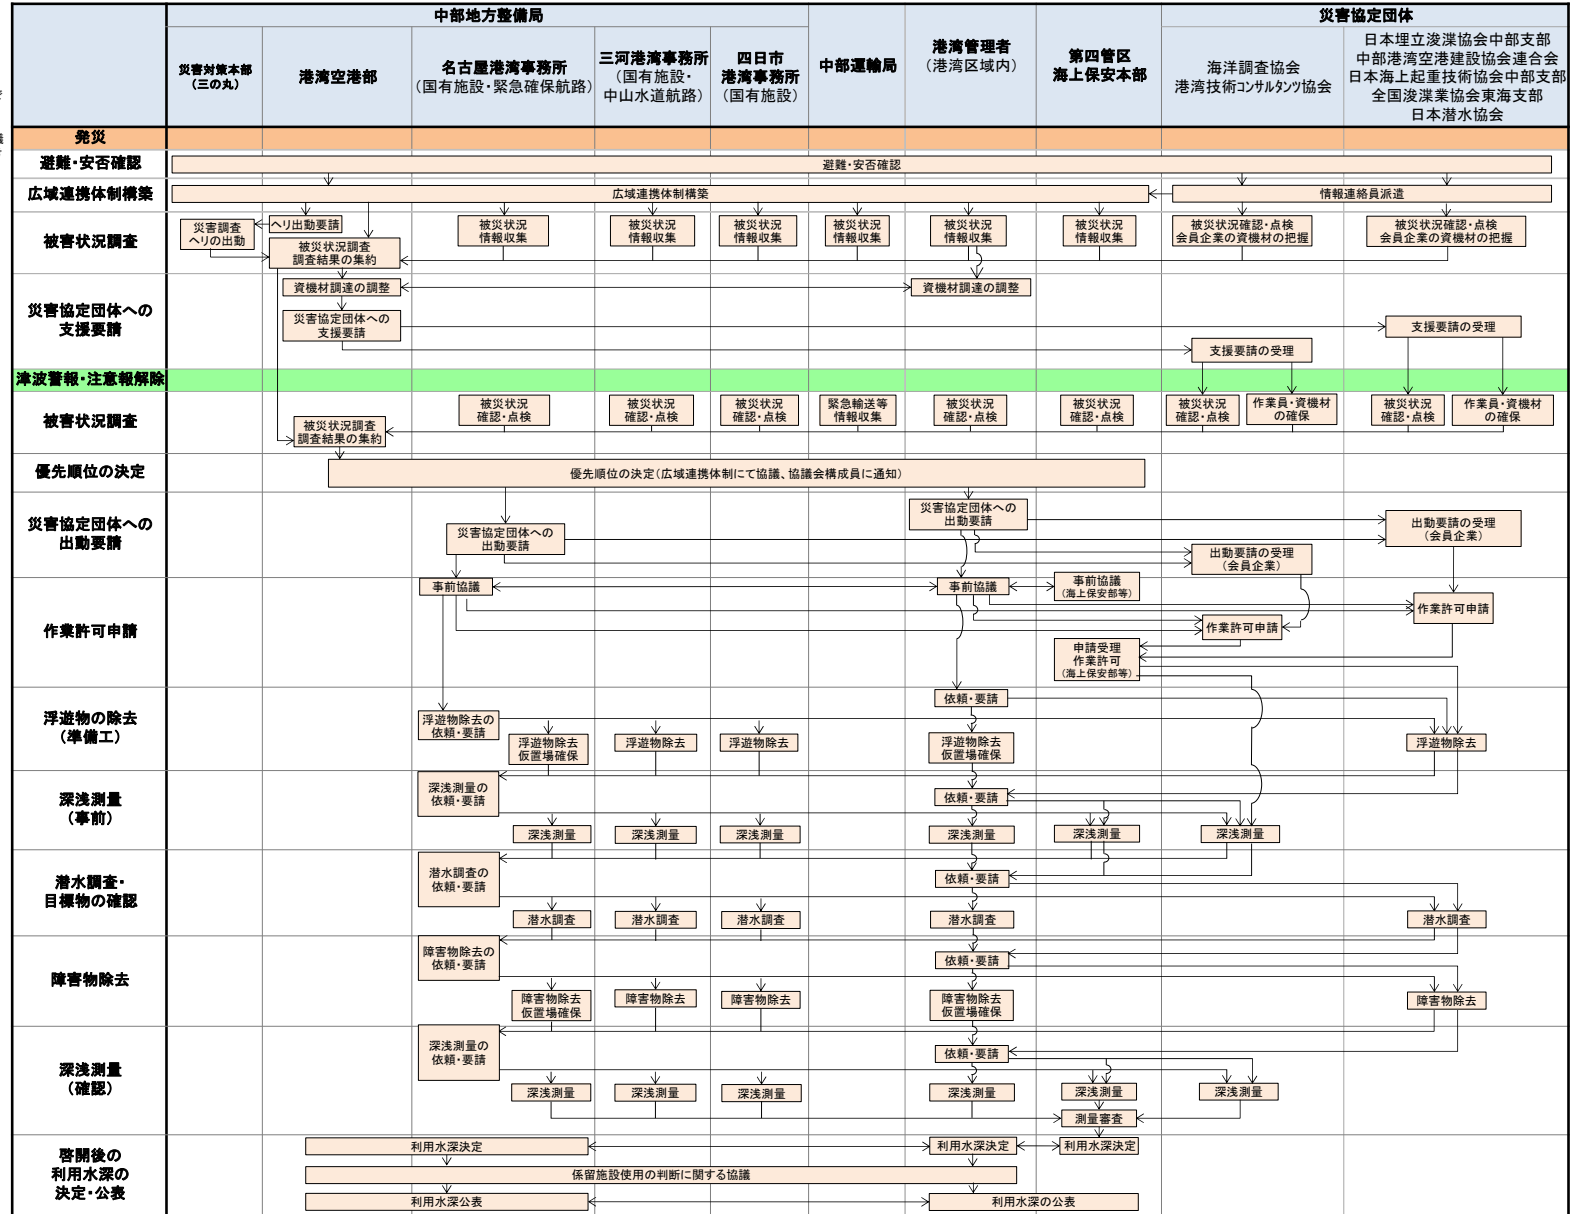 中部地方整備局
災害協定団体
災害対策本部
（三の丸）
港湾空港部
名古屋港湾事務所
（国有施設・緊急確保航路）
三河港湾事務所
（国有施設・
中山水道航路）
四日市
港湾事務所
（国有施設）
中部運輸局
港湾管理者
（港湾区域内）
第四管区
海上保安本部
海洋調査協会
港湾技術コンサルタンツ協会
日本埋立浚渫協会中部支部
中部港湾空港建設協会連合会
日本海上起重技術協会中部支部
全国浚渫業協会東海支部
日本潜水協会
発災
避難・安否確認
避難・安否確認
広域連携体制構築
広域連携体制構築
情報連絡員派遣
被害状況調査
災害調査
ヘリの出動
ヘリ出動要請
被災状況調査
調査結果の集約
被災状況
情報収集
被災状況
情報収集
被災状況
情報収集
被災状況
情報収集
被災状況
情報収集
被災状況
情報収集
被災状況確認・点検
会員企業の資機材の把握
被災状況確認・点検
会員企業の資機材の把握
災害協定団体への
支援要請
資機材調達の調整
資機材調達の調整
災害協定団体への
支援要請
支援要請の受理
支援要請の受理
津波警報・注意報解除
被害状況調査
被災状況調査
調査結果の集約
被災状況
確認・点検
被災状況
確認・点検
被災状況
確認・点検
緊急輸送等
情報収集
被災状況
確認・点検
被災状況
確認・点検
被災状況
確認・点検
作業員・資機材
の確保
被災状況
確認・点検
作業員・資機材
の確保
優先順位の決定
優先順位の決定（広域連携体制にて協議、協議会構成員に通知）
災害協定団体への
出動要請
災害協定団体への
出動要請
災害協定団体への
出動要請
出動要請の受理
（会員企業）
出動要請の受理
（会員企業）
作業許可申請
事前協議
事前協議
事前協議
（海上保安部等）
作業許可申請
作業許可申請
申請受理
作業許可
（海上保安部等）
浮遊物の除去
（準備工）
依頼・要請
浮遊物除去の
依頼・要請
浮遊物除去
仮置場確保
浮遊物除去
浮遊物除去
浮遊物除去
仮置場確保
浮遊物除去
深浅測量
（事前）
深浅測量の
依頼・要請
依頼・要請
深浅測量
深浅測量
深浅測量
深浅測量
深浅測量
深浅測量
潜水調査・
目標物の確認
潜水調査の
依頼・要請
依頼・要請
潜水調査
潜水調査
潜水調査
潜水調査
潜水調査
障害物除去
障害物除去の
依頼・要請
依頼・要請
障害物除去
仮置場確保
障害物除去
障害物除去
障害物除去
仮置場確保
障害物除去
深浅測量
（確認）
深浅測量の
依頼・要請
依頼・要請
深浅測量
深浅測量
深浅測量
深浅測量
深浅測量
深浅測量
測量審査
啓開後の
利用水深の
決定・公表
利用水深決定
利用水深決定
利用水深決定
係留施設使用の判断に関する協議
利用水深公表
利用水深の公表